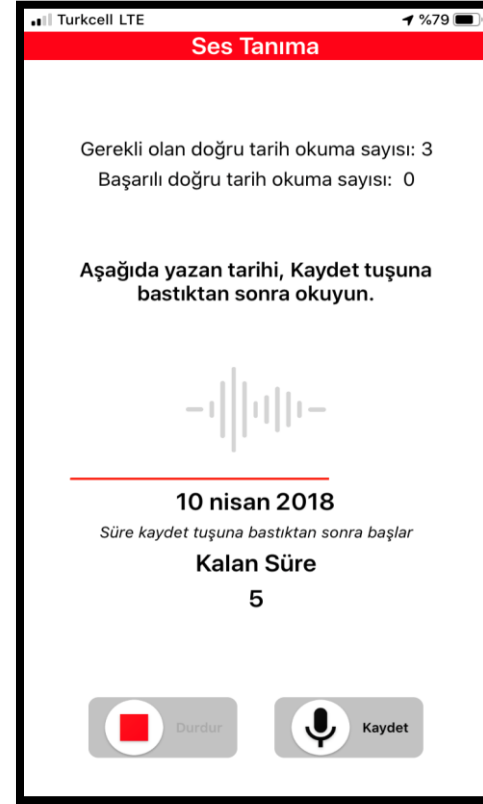 Turkcell LTE %79
Ses Tanıma
Gerekli olan doğru tarih okuma sayısı: 3
Başarılı doğru tarih okuma sayısı: 0
Aşağıda yazan tarihi, Kaydet tuşuna
bastıktan sonra okuyun.
10 nisan 2018
Süre kaydet tuşuna bastıktan sonra başlar
Kalan Süre
5
Durdur Kaydet